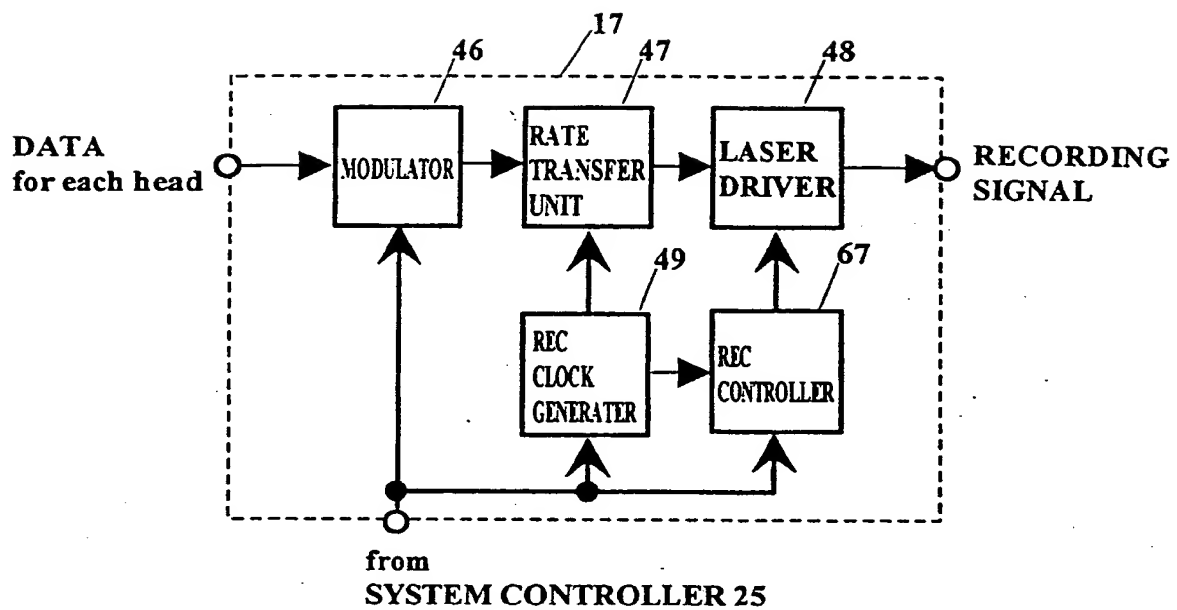 17
46
47
48
DATA
for each head
MODULATOR
RATE
TRANSFER
UNIT
LASER
DRIVER
RECORDING
SIGNAL
49
67
REC
CLOCK
GENERATER
REC
CONTROLLER
from
SYSTEM CONTROLLER 25